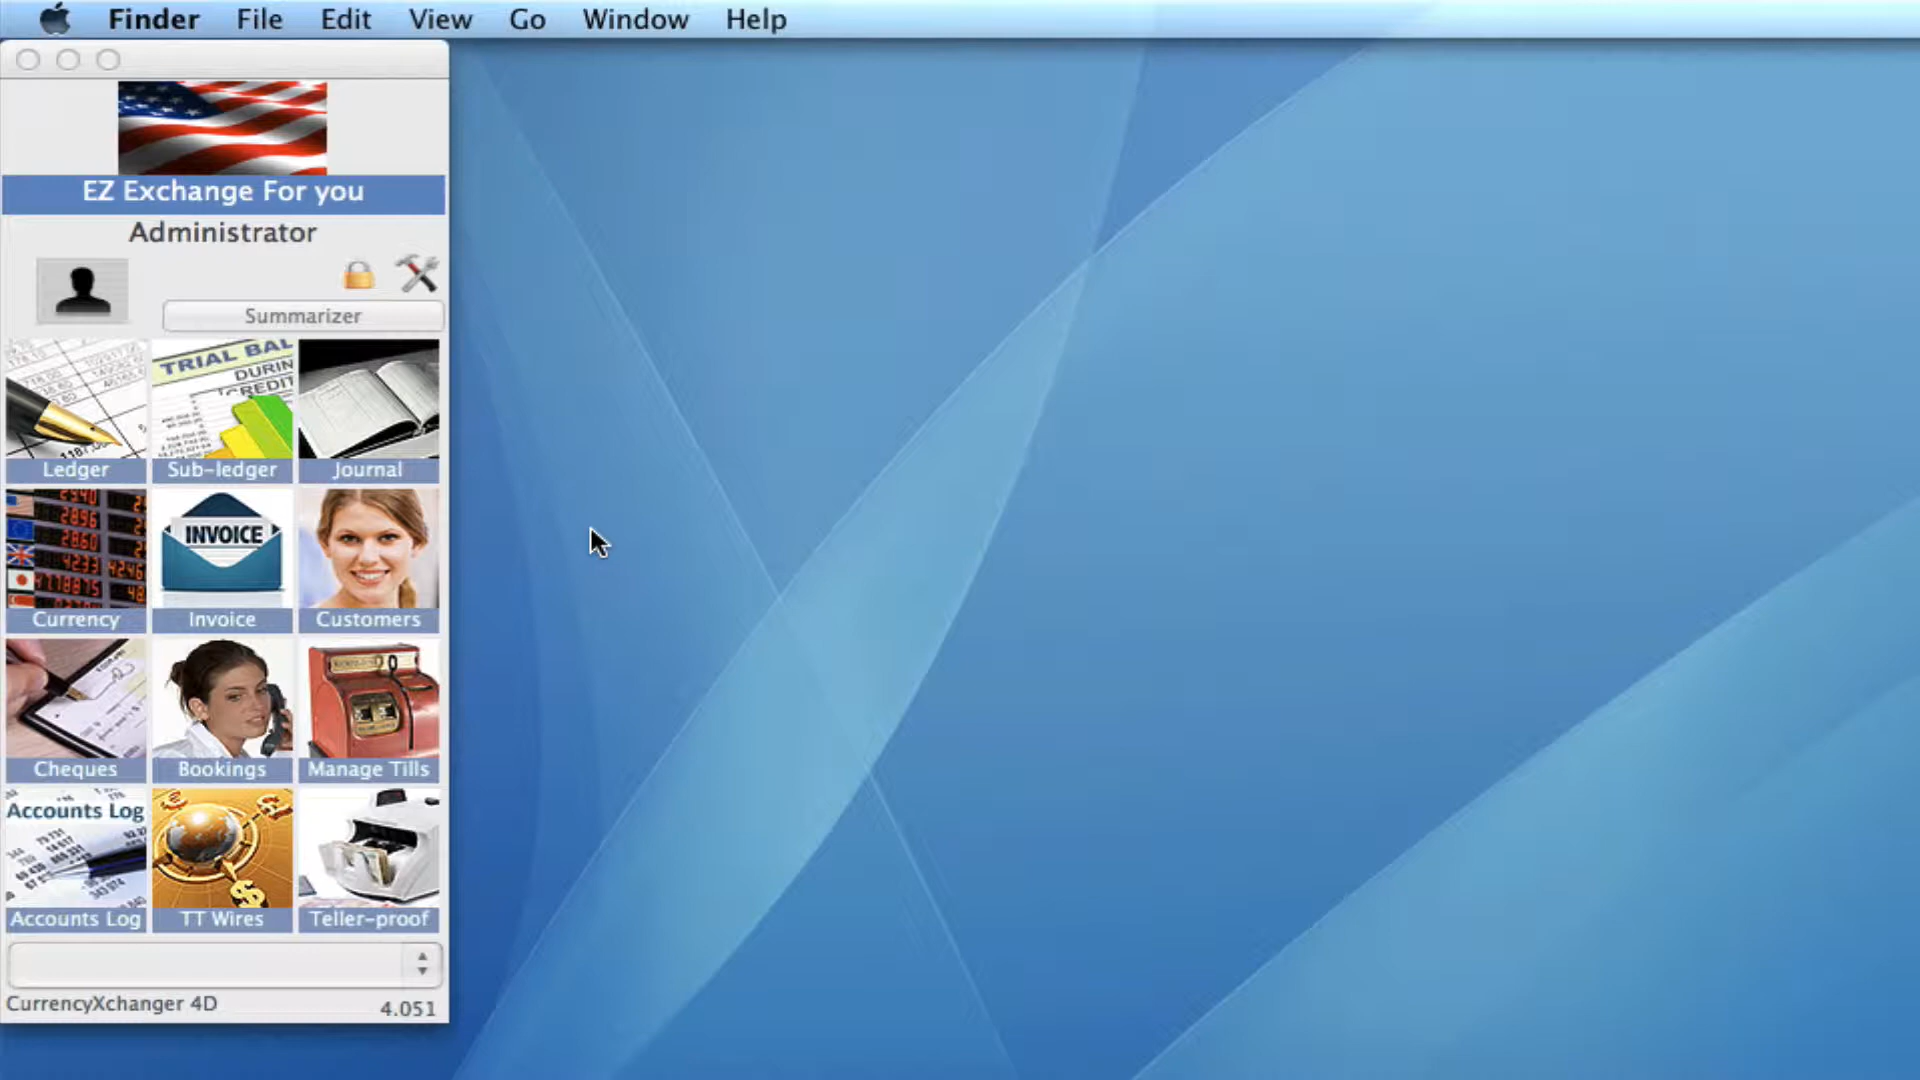 Finder File Edit View Go Window Help
EZ Exchange For you
Administrator
Summarizer
TRIAL BAL
DURIN
CREDIT
Ledger Sub-ledger Journal
INVOICE
Currency Invoice Customers
Cheques Bookings Manage Tills
Accounts Log
Accounts Log TT Wires Teller-proof
CurrencyXchanger 4D 4.051